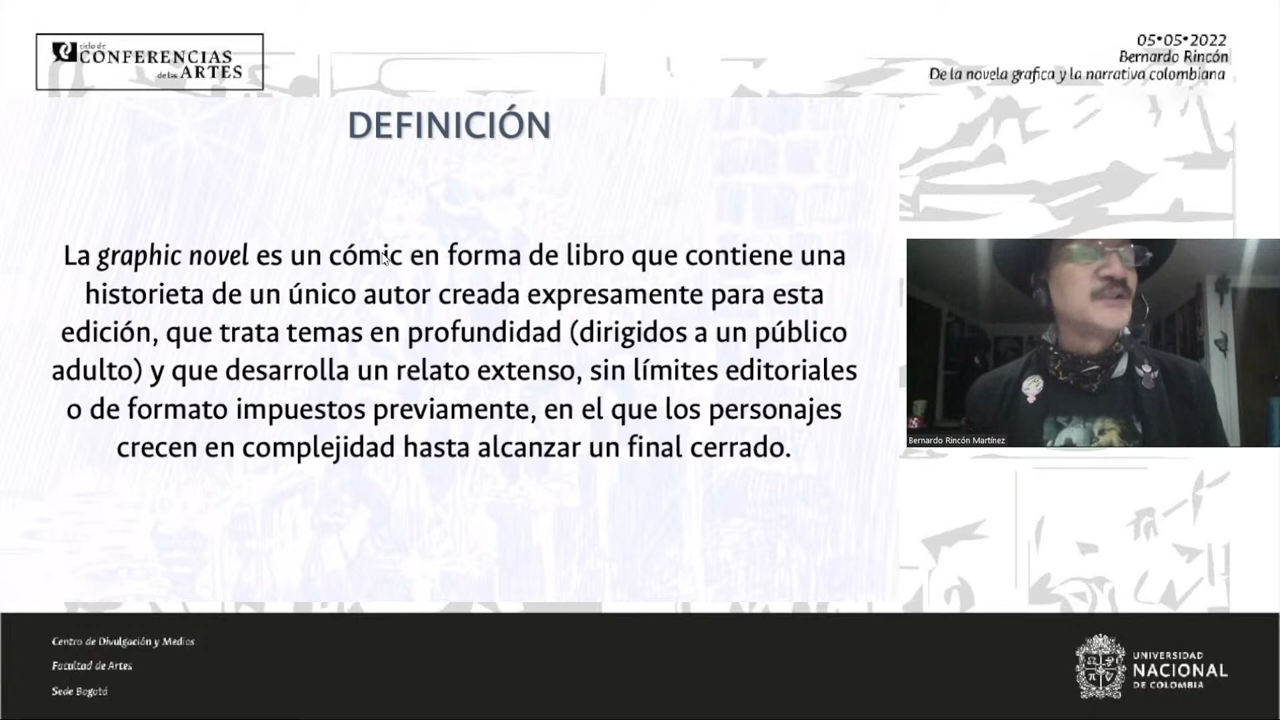 ciclo de
CONFERENCIAS
de las ARTES
05•05•2022
Bernardo Rincón
De la novela grafica y la narrativa colombiana
DEFINICIÓN
La graphic novel es un cómic en forma de libro que contiene una
historieta de un único autor creada expresamente para esta
edición, que trata temas en profundidad (dirigidos a un público
adulto) y que desarrolla un relato extenso, sin límites editoriales
o de formato impuestos previamente, en el que los personajes
crecen en complejidad hasta alcanzar un final cerrado.
Bernardo Rincón Martínez
Centro de Divulgación y Medios
Facultad de Artes
Sede Bogotá
UNIVERSIDAD
NACIONAL
DE COLOMBIA